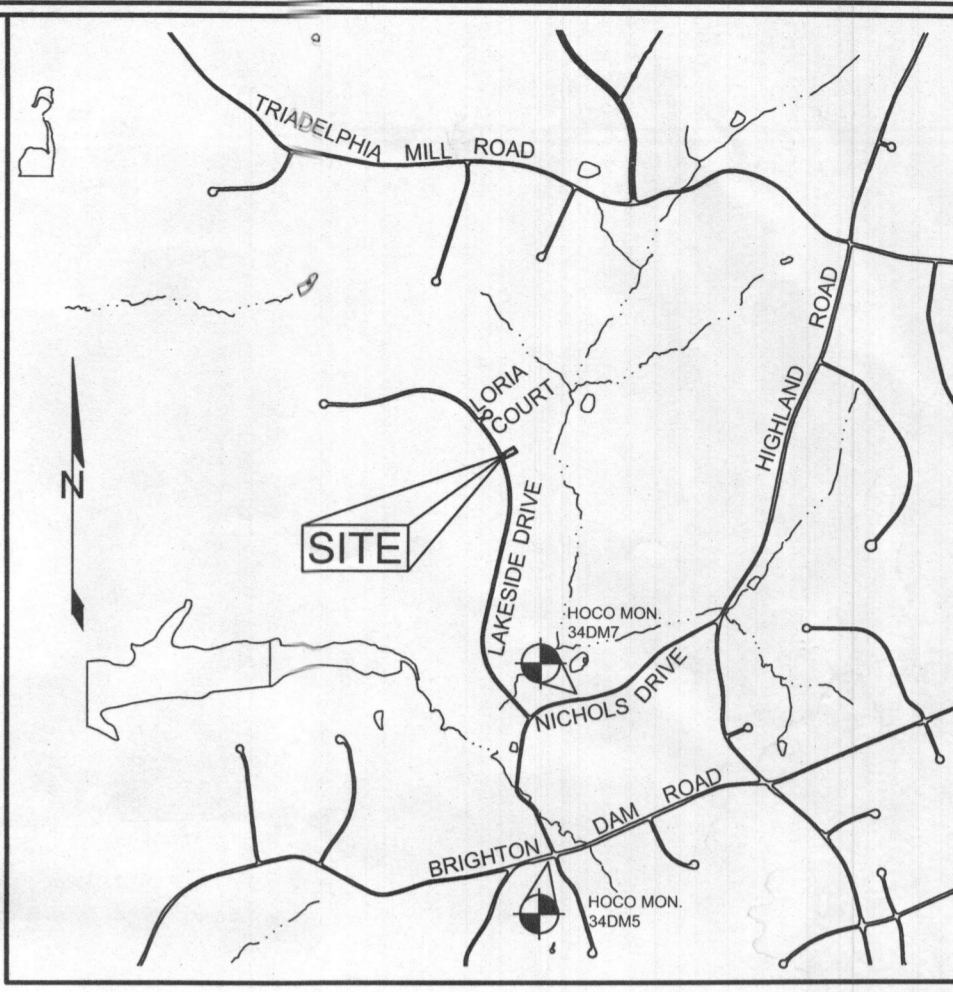 TRIADELPHIA MILL ROAD
HIGHLAND ROAD
LORIA
COURT
N
SITE
LAKESIDE DRIVE
HOCO MON.
34DM7
NICHOLS DRIVE
BRIGHTON DAM ROAD
HOCO MON.
34DM5